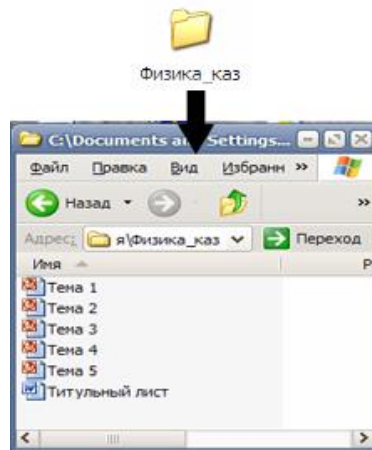 Физика_каз
C:\Documents and Settings...
Файл Правка Вид Избранн »
Назад »
Адрес: я\Физика_каз Переход
Имя Р
Тема 1
Тема 2
Тема 3
Тема 4
Тема 5
Титульный лист